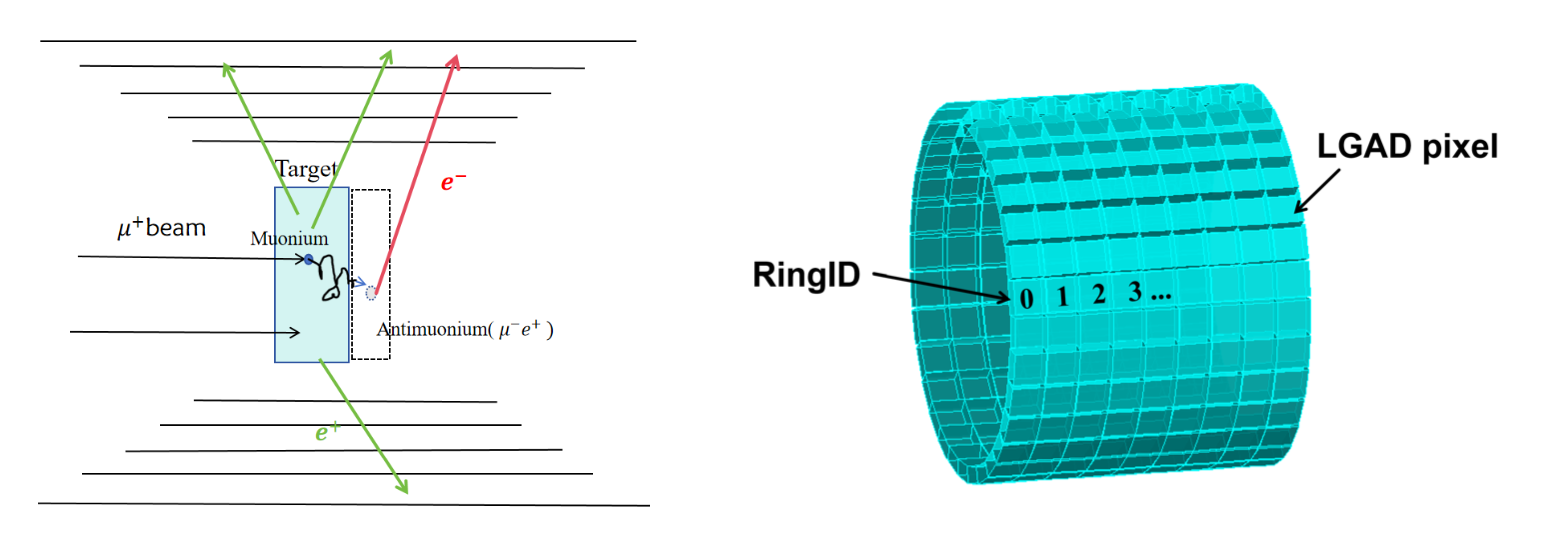 Target
e⁻
μ⁺beam
Muonium
Antimuonium( μ⁻e⁺ )
e⁺
LGAD pixel
RingID
0 1 2 3 ...